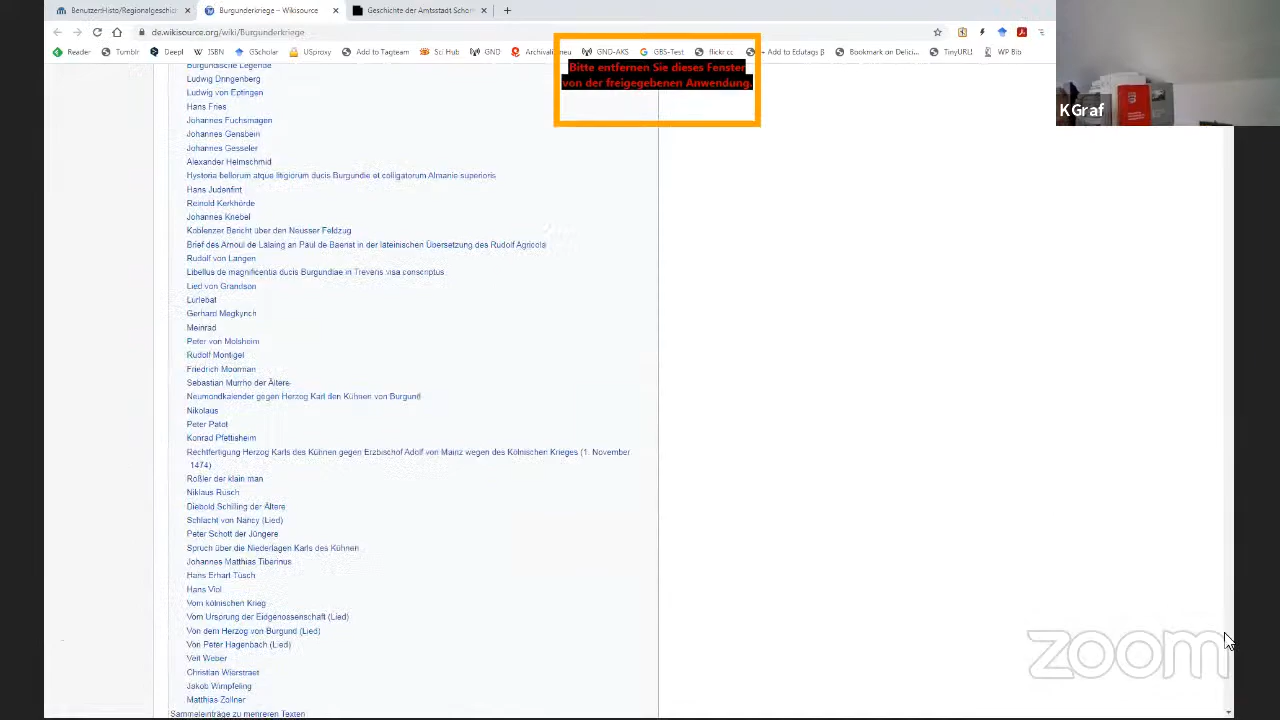 Benutzer:Histo/Regionalgeschich
Burgunderkriege – Wikisource
Geschichte der Amtsstadt Schorn
de.wikisource.org/wiki/Burgunderkriege
Reader
Tumblr
Deepl
ISBN
GScholar
USproxy
Add to Tagteam
Sci Hub
GND
Archivalien
GND-AKS
GBS-Test
flickr cc
Add to Edutags
Bookmark on Delici...
TinyURL!
WP Bib
Bitte entfernen Sie dieses Fenster
von der freigegebenen Anwendung.
KGraf
Burgundische Legende
Ludwig Dringenberg
Ludwig von Eptingen
Hans Fries
Johannes Fuchsmagen
Johannes Gensbein
Johannes Gesseler
Alexander Helmschmid
Hystoria bellorum atque litigiorum ducis Burgundie et colligatorum Almanie superioris
Hans Judenfint
Reinold Kerkhörde
Johannes Knebel
Koblenzer Bericht über den Neusser Feldzug
Brief des Arnoul de Lalaing an Paul de Baenst in der lateinischen Übersetzung des Rudolf Agricola
Rudolf von Langen
Libellus de magnificentia ducis Burgundiae in Treveris visa conscriptus
Lied von Grandson
Lurlebat
Gerhard Megkynch
Meinrad
Peter von Molsheim
Rudolf Montigel
Friedrich Moorman
Sebastian Murrho der Ältere
Neumondkalender gegen Herzog Karl den Kühnen von Burgund
Nikolaus
Peter Patot
Konrad Pfettisheim
Rechtfertigung Herzog Karls des Kühnen gegen Erzbischof Adolf von Mainz wegen des Kölnischen Krieges (1. November
1474)
Roßler der klain man
Niklaus Rusch
Diebold Schilling der Ältere
Schlacht von Nancy (Lied)
Peter Schott der Jüngere
Spruch über die Niederlagen Karls des Kühnen
Johannes Matthias Tiberinus
Hans Erhart Tüsch
Hans Viol
Vom kölnischen Krieg
Vom Ursprung der Eidgenossenschaft (Lied)
Von dem Herzog von Burgund (Lied)
Von Peter Hagenbach (Lied)
Veit Weber
Christian Wierstraet
Jakob Wimpfeling
Matthias Zollner
Sammeleinträge zu mehreren Texten
zoom